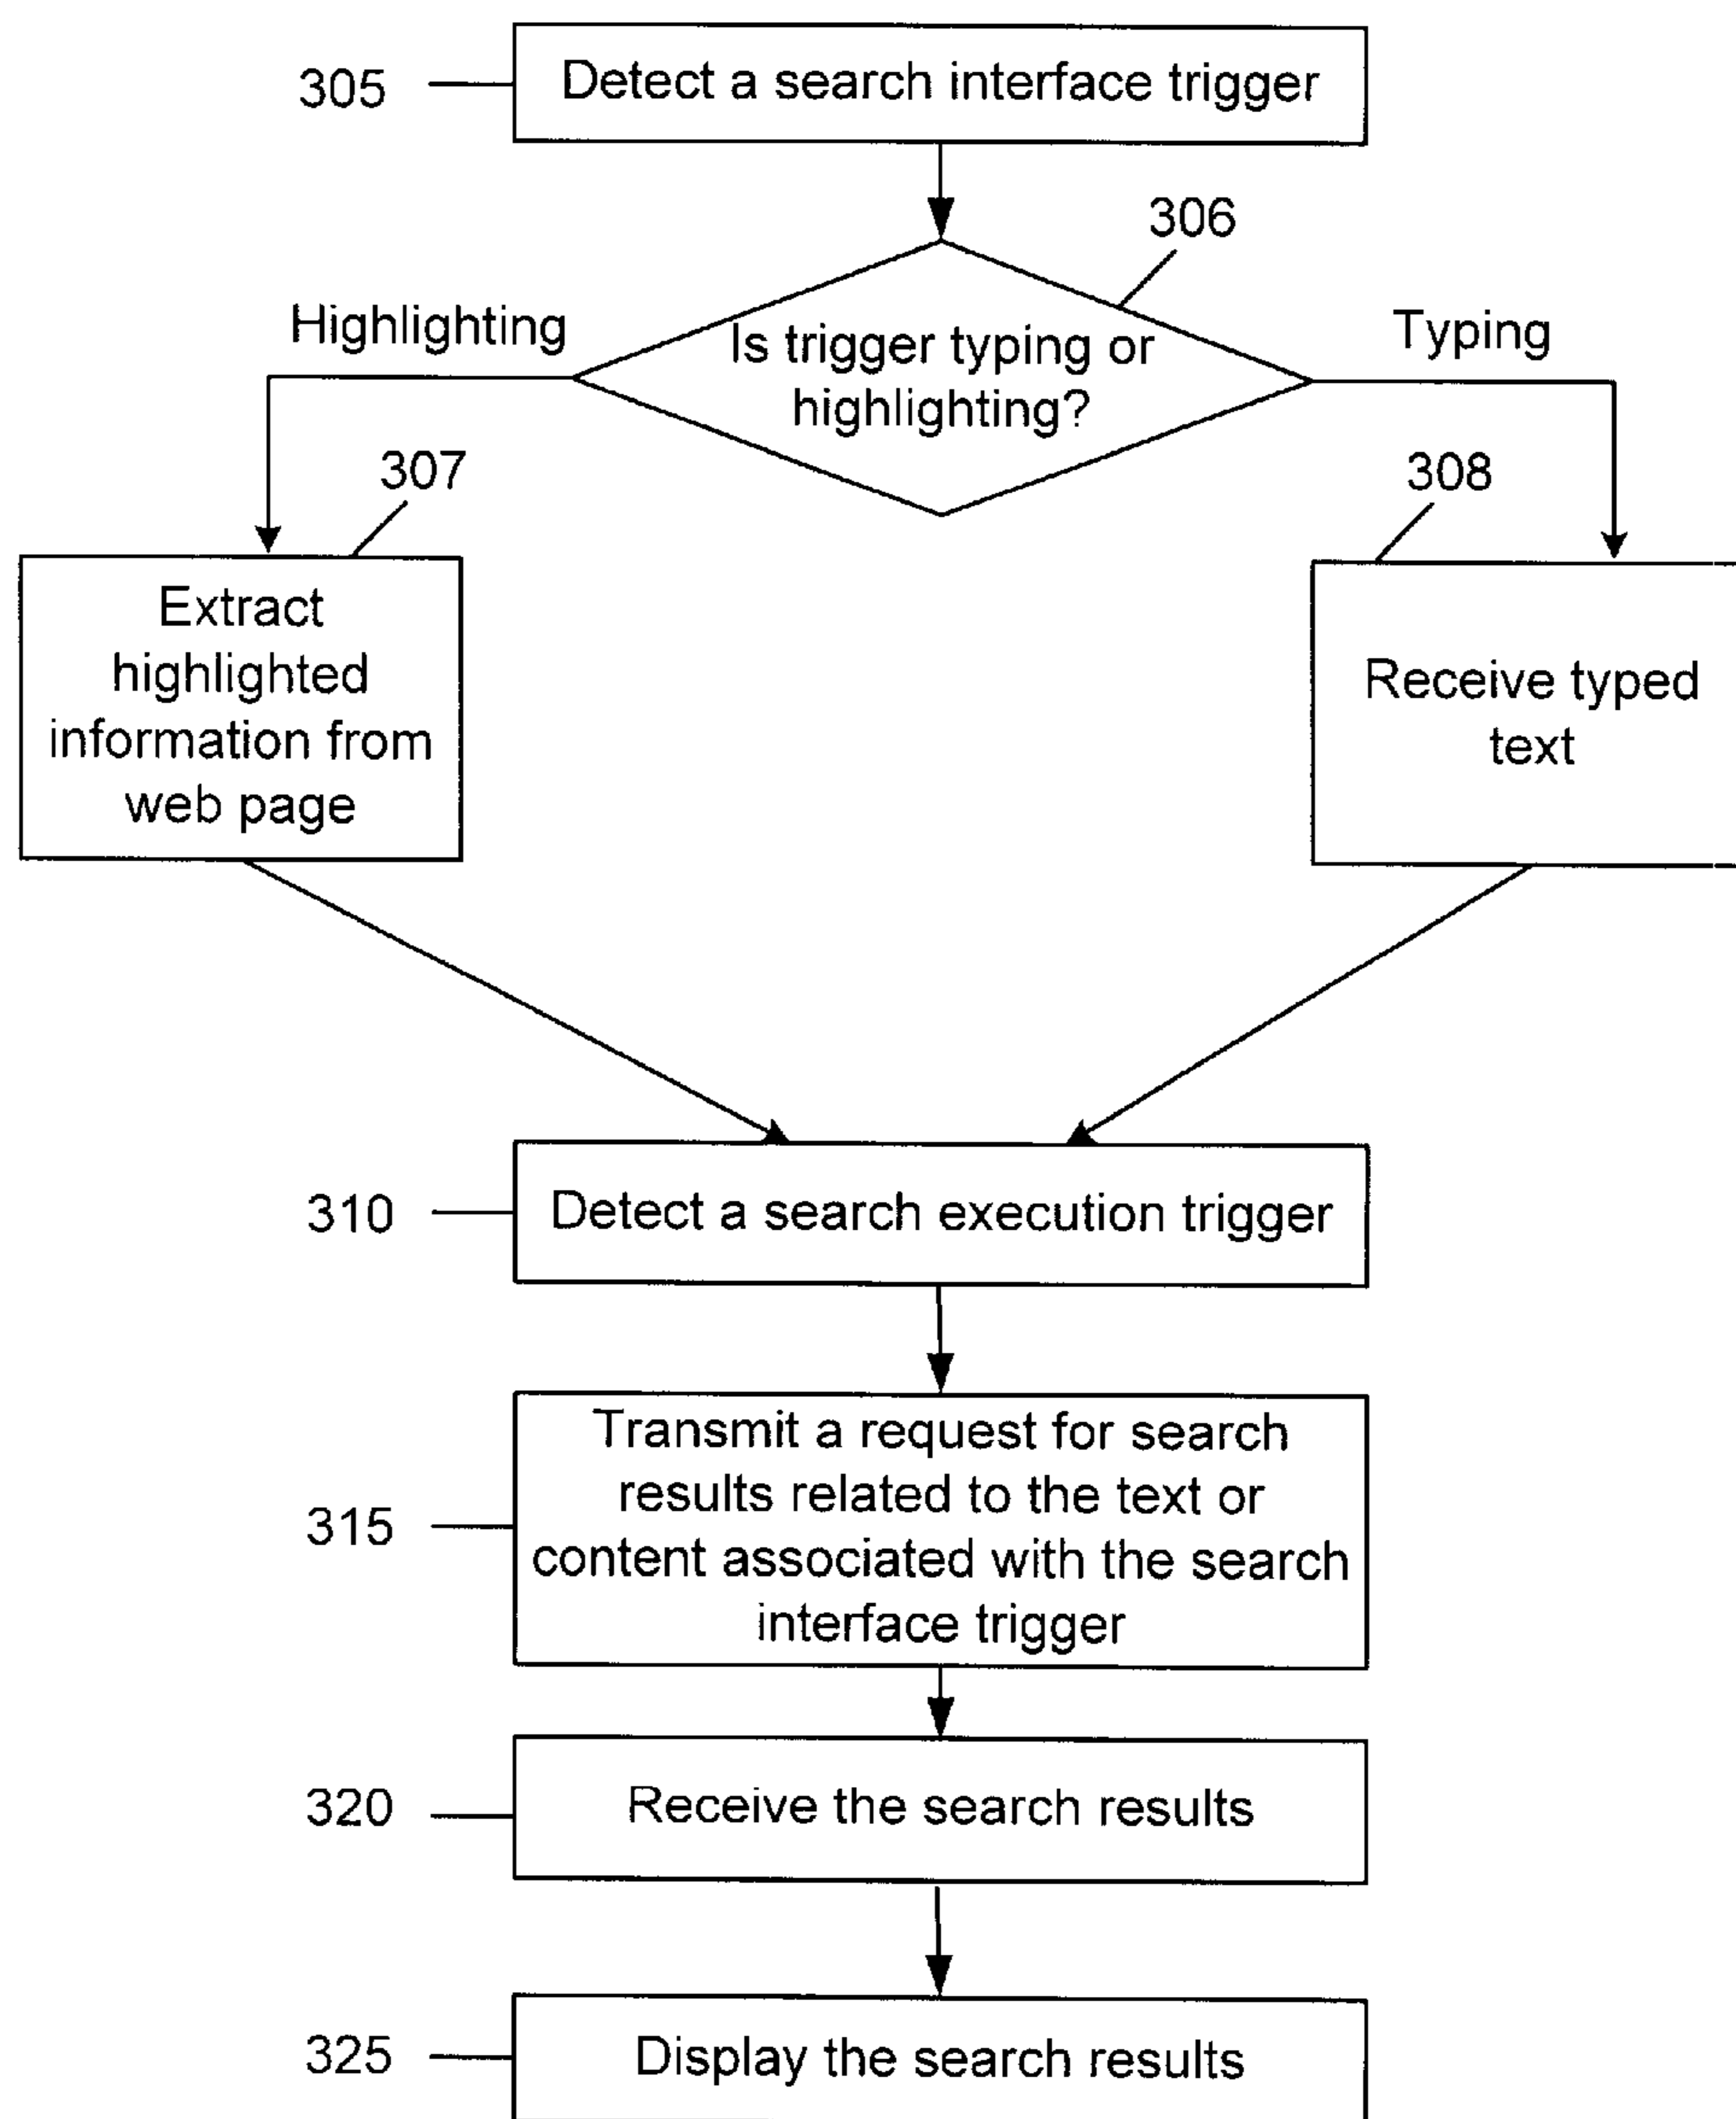 305
Detect a search interface trigger
306
Highlighting
Is trigger typing or
highlighting?
Typing
307
308
Extract
highlighted
information from
web page
Receive typed
text
310
Detect a search execution trigger
315
Transmit a request for search
results related to the text or
content associated with the search
interface trigger
320
Receive the search results
325
Display the search results